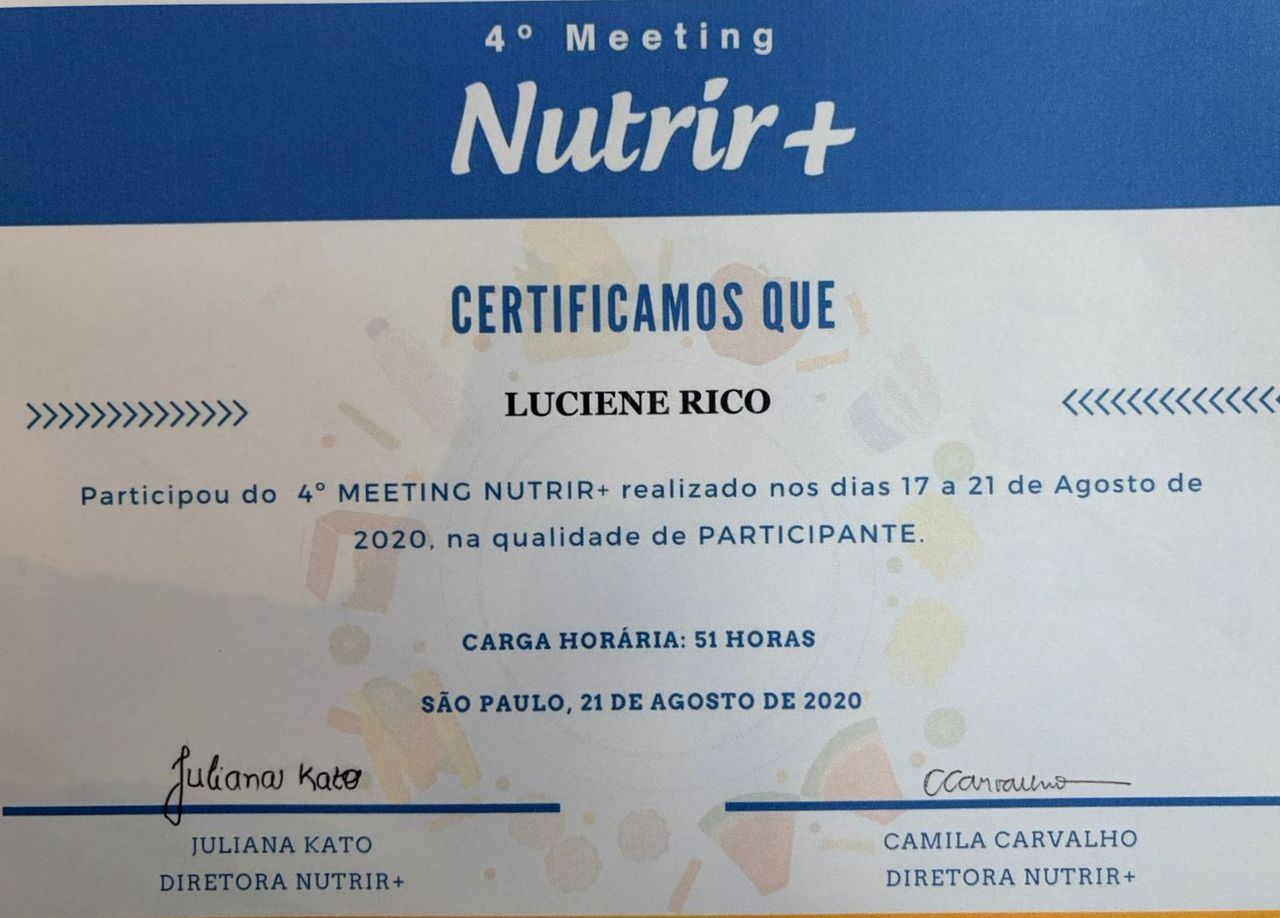 4º Meeting
Nutrir+
CERTIFICAMOS QUE
LUCIENE RICO
Participou do 4º MEETING NUTRIR+ realizado nos dias 17 a 21 de Agosto de
2020, na qualidade de PARTICIPANTE.
CARGA HORÁRIA: 51 HORAS
SÃO PAULO, 21 DE AGOSTO DE 2020
Juliana Kato
CCarvalho
JULIANA KATO
DIRETORA NUTRIR+
CAMILA CARVALHO
DIRETORA NUTRIR+